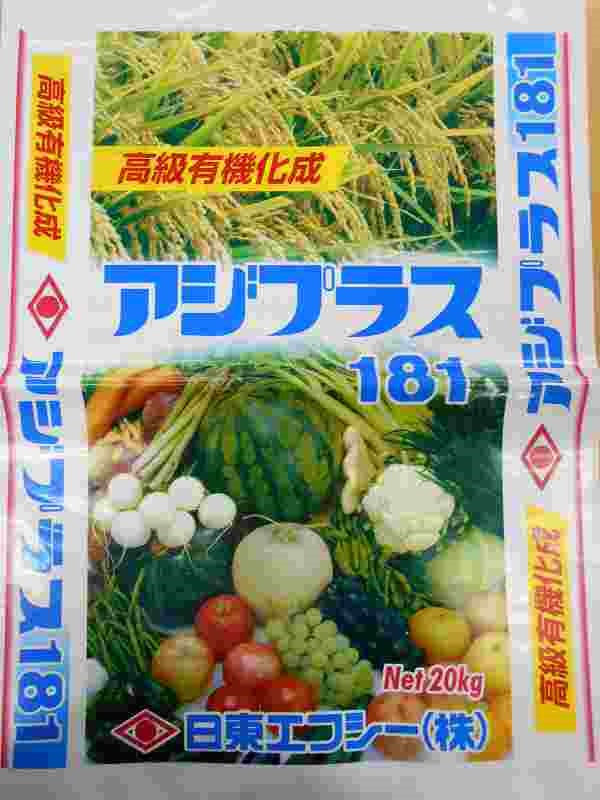 高級有機化成
高級有機化成
アジプラス
181
アジプラス181
アジプラス181
高級有機化成
Net 20kg
日東エフシー(株)